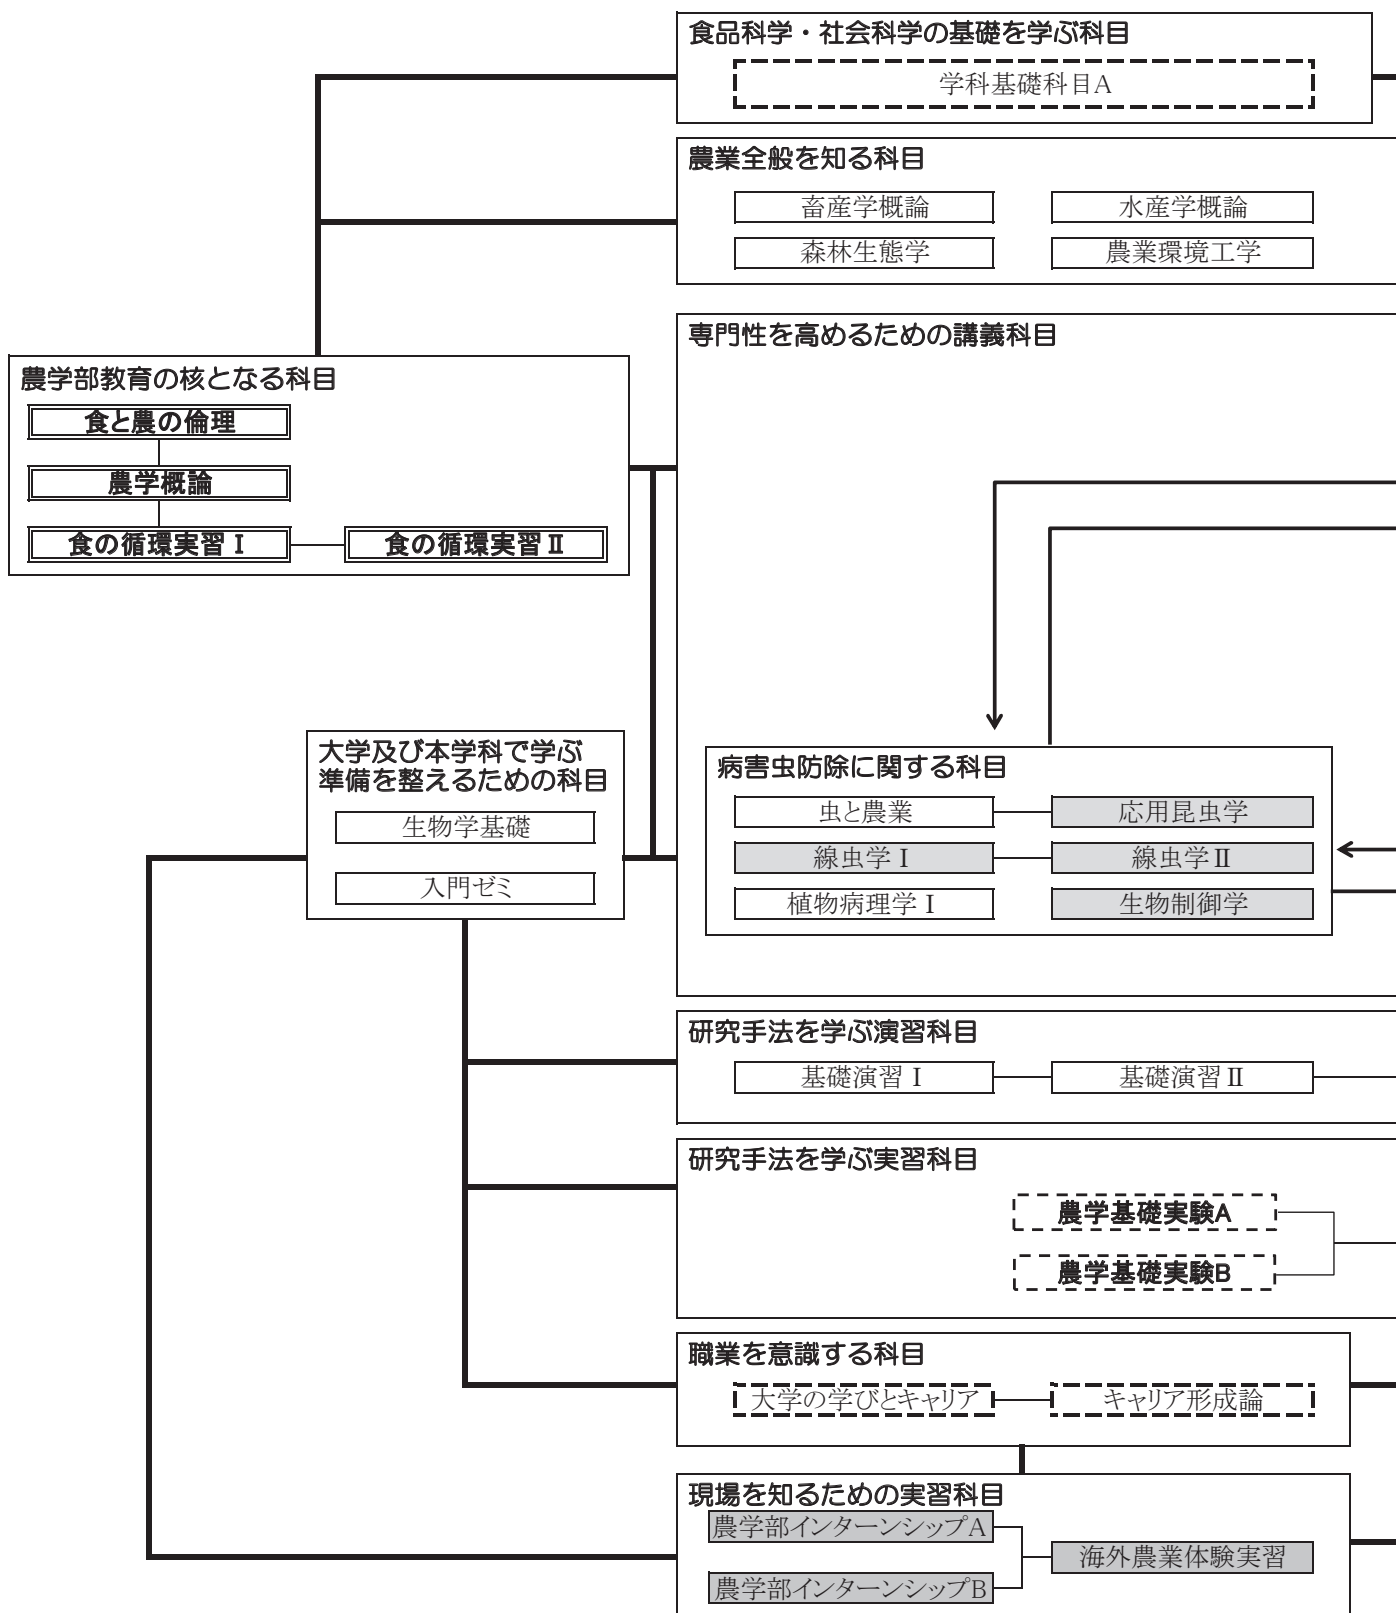 食品科学・社会科学の基礎を学ぶ科目
学科基礎科目A
農業全般を知る科目
畜産学概論
水産学概論
森林生態学
農業環境工学
専門性を高めるための講義科目
農学部教育の核となる科目
食と農の倫理
農学概論
食の循環実習Ⅰ
食の循環実習Ⅱ
大学及び本学科で学ぶ
準備を整えるための科目
生物学基礎
入門ゼミ
病害虫防除に関する科目
虫と農業
応用昆虫学
線虫学Ⅰ
線虫学Ⅱ
植物病理学Ⅰ
生物制御学
研究手法を学ぶ演習科目
基礎演習Ⅰ
基礎演習Ⅱ
研究手法を学ぶ実習科目
農学基礎実験A
農学基礎実験B
職業を意識する科目
大学の学びとキャリア
キャリア形成論
現場を知るための実習科目
農学部インターンシップA
海外農業体験実習
農学部インターンシップB